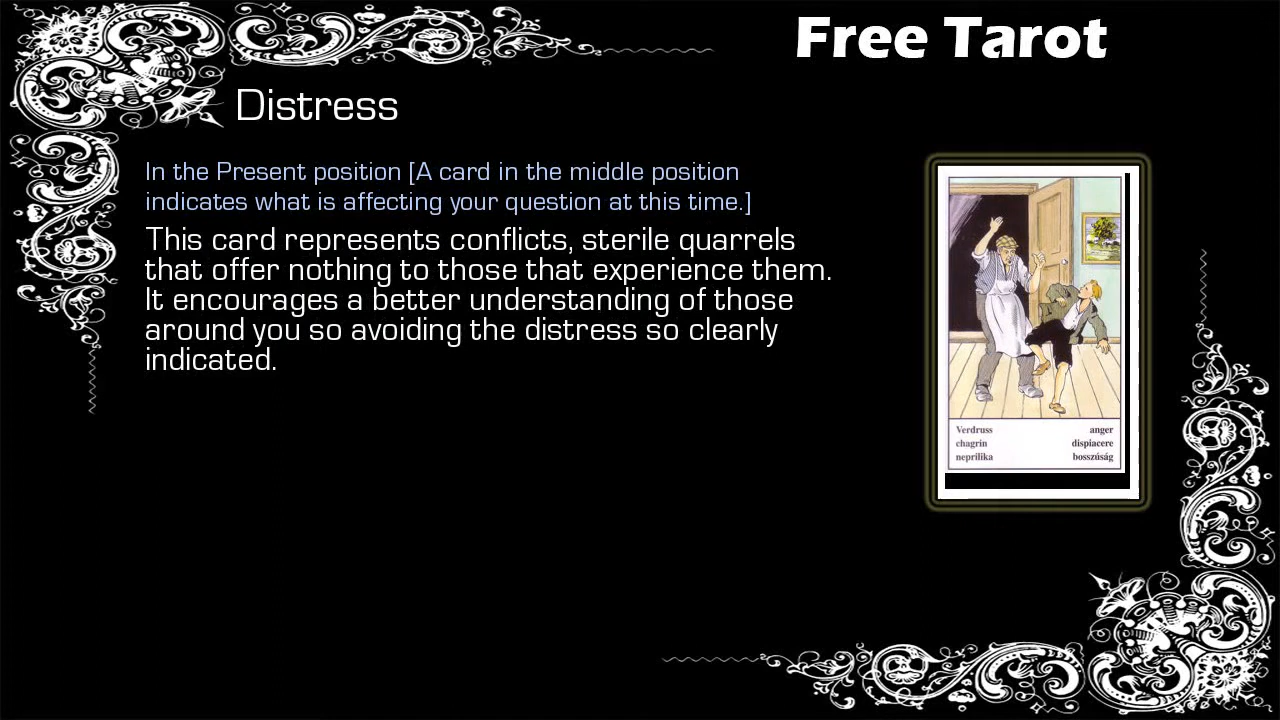 Free Tarot
Distress
In the Present position [A card in the middle position
indicates what is affecting your question at this time.]
This card represents conflicts, sterile quarrels
that offer nothing to those that experience them.
It encourages a better understanding of those
around you so avoiding the distress so clearly
indicated.
Verdruss anger
chagrin dispiacere
neprilika bosszúság